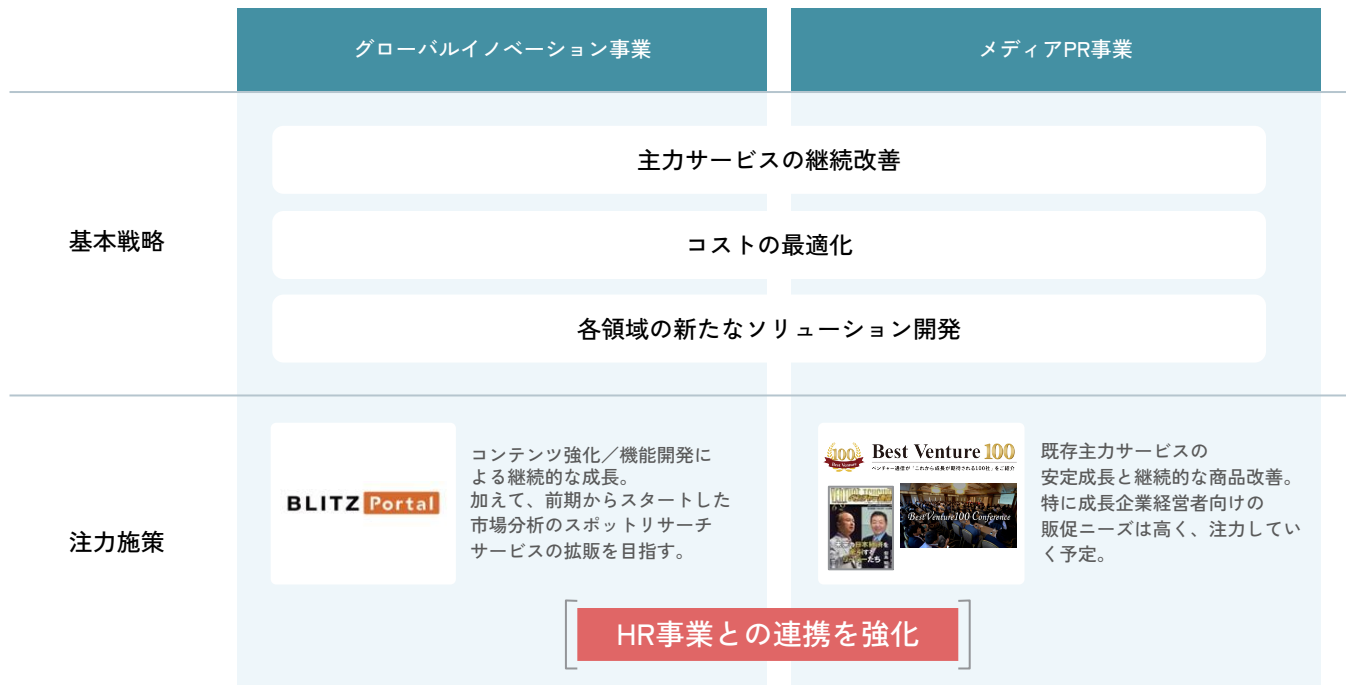 グローバルイノベーション事業
メディアPR事業
基本戦略
主力サービスの継続改善
コストの最適化
各領域の新たなソリューション開発
注力施策
BLITZ Portal
コンテンツ強化／機能開発に
よる継続的な成長。
加えて、前期からスタートした
市場分析のスポットリサーチ
サービスの拡販を目指す。
100
Best Venture
Best Venture 100
ベンチャー通信が「これから成長が期待される100社」をご紹介
BestVenture100 Conference
既存主力サービスの
安定成長と継続的な商品改善。
特に成長企業経営者向けの
販促ニーズは高く、注力してい
く予定。
HR事業との連携を強化